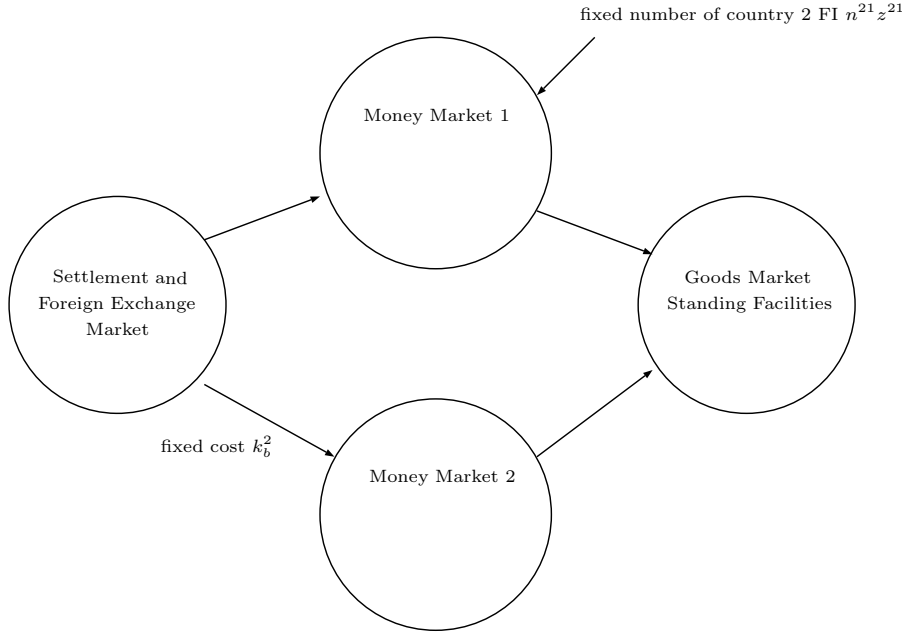 fixed number of country 2 FI $n^{21}z^{21}$
Money Market 1
Settlement and
Foreign Exchange
Market
Goods Market
Standing Facilities
fixed cost $k_b^2$
Money Market 2